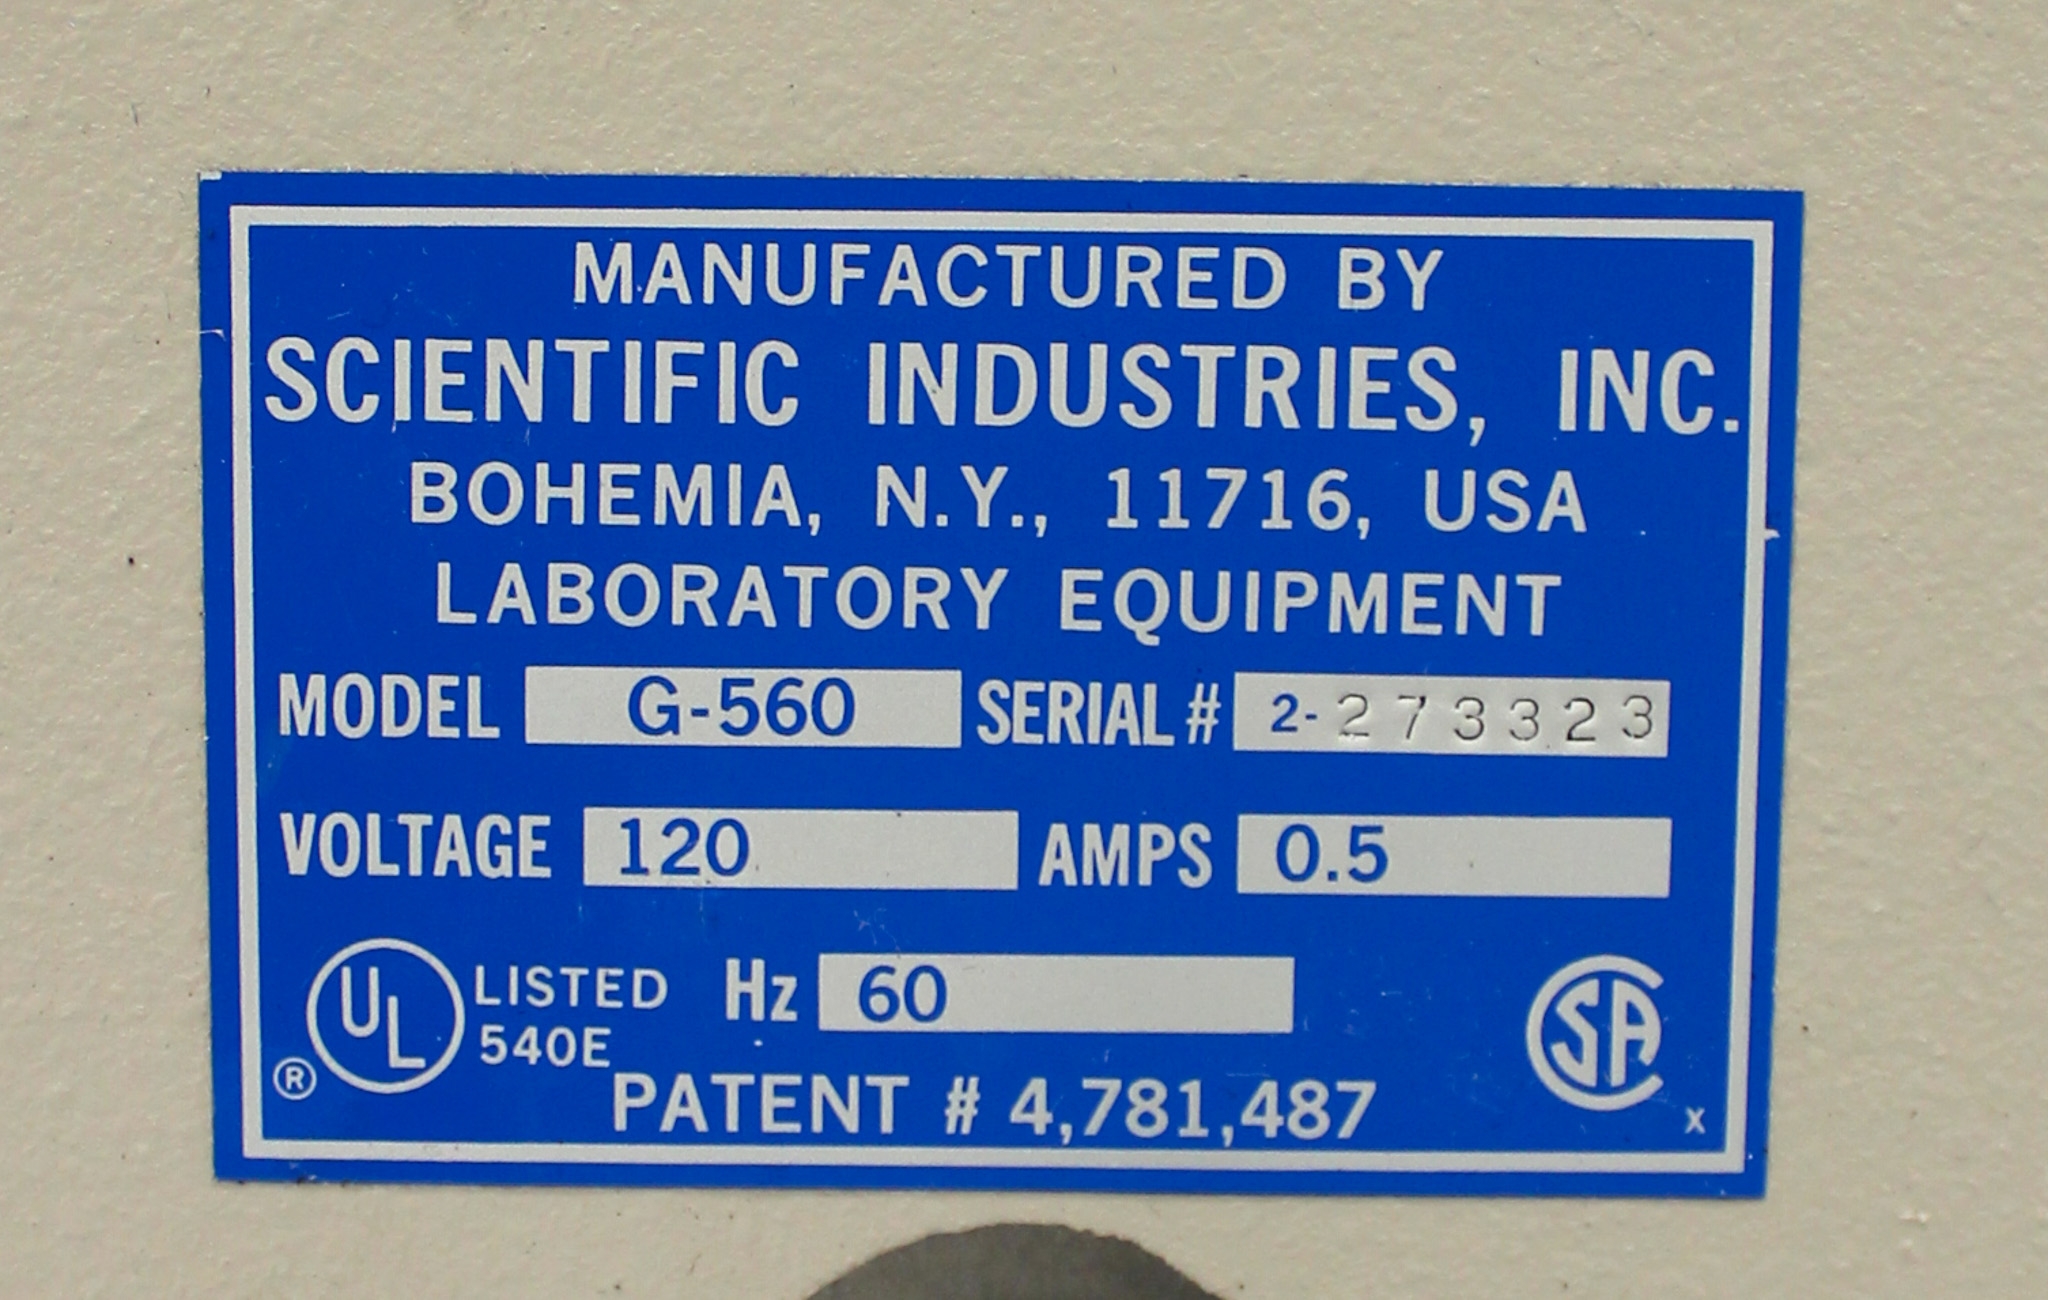 MANUFACTURED BY
SCIENTIFIC INDUSTRIES, INC.
BOHEMIA, N.Y., 11716, USA
LABORATORY EQUIPMENT
MODEL G-560 SERIAL # 2-273323
VOLTAGE 120 AMPS 0.5
UL LISTED Hz 60 SA
540E
®
PATENT # 4,781,487 X